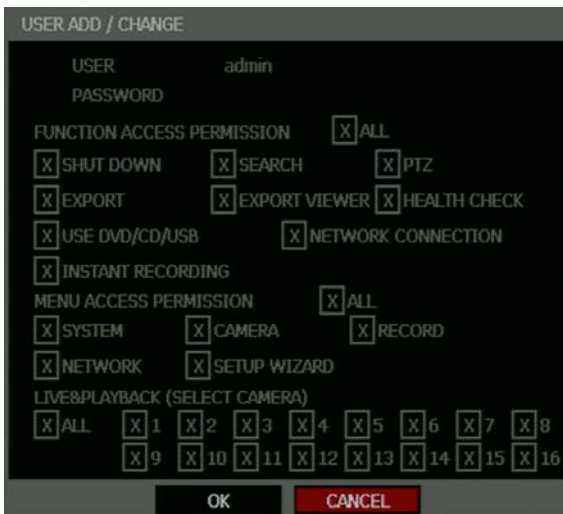 USER ADD / CHANGE
USER admin
PASSWORD
FUNCTION ACCESS PERMISSION X ALL
X SHUT DOWN X SEARCH X PTZ
X EXPORT X EXPORT VIEWER X HEALTH CHECK
X USE DVD/CD/USB X NETWORK CONNECTION
X INSTANT RECORDING
MENU ACCESS PERMISSION X ALL
X SYSTEM X CAMERA X RECORD
X NETWORK X SETUP WIZARD
LIVE&PLAYBACK (SELECT CAMERA)
X ALL X 1 X 2 X 3 X 4 X 5 X 6 X 7 X 8
X 9 X 10 X 11 X 12 X 13 X 14 X 15 X 16
OK CANCEL